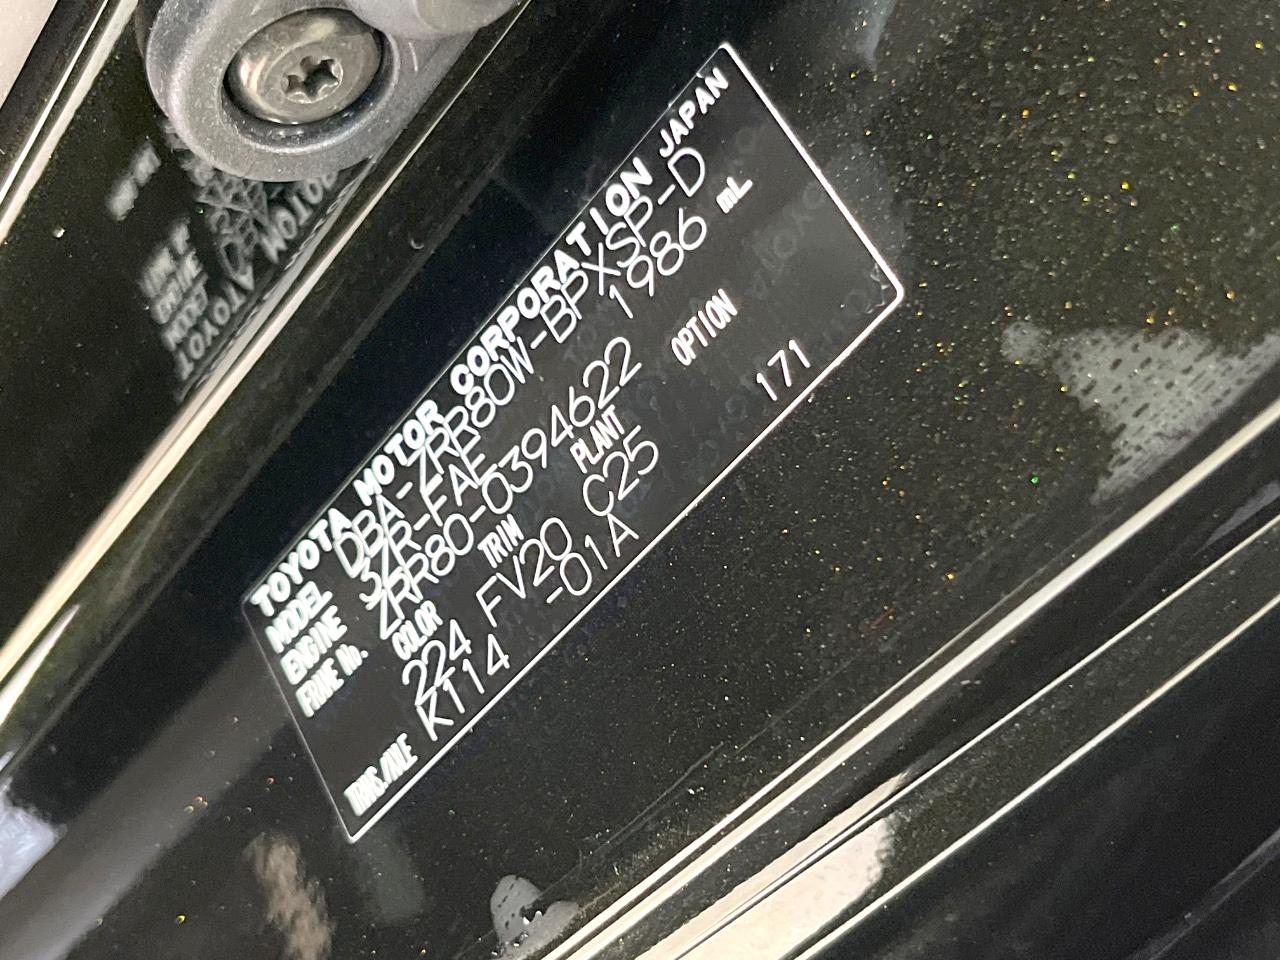 TOYOTA MOTOR CORPORATION JAPAN
MODEL DBA-ZRR80W-BPXSP-D
ENGINE 3ZR-FAE 1986 mL
FRAME No. ZRR80-0394622
COLOR TRIM PLANT OPTION
224 FV20 C25 171
K114 -01A
TRANS./AXLE